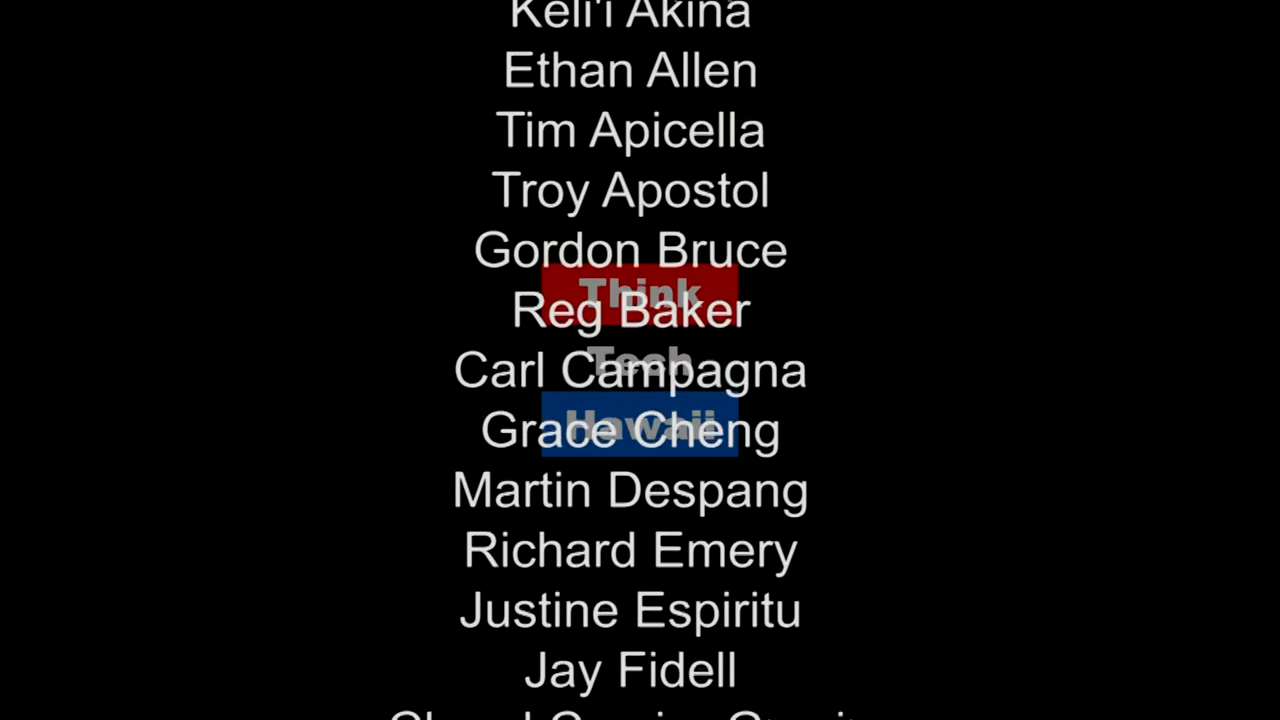 Keli'i Akina
Ethan Allen
Tim Apicella
Troy Apostol
Gordon Bruce
Think
Reg Baker
Tech
Carl Campagna
Hawaii
Grace Cheng
Martin Despang
Richard Emery
Justine Espiritu
Jay Fidell